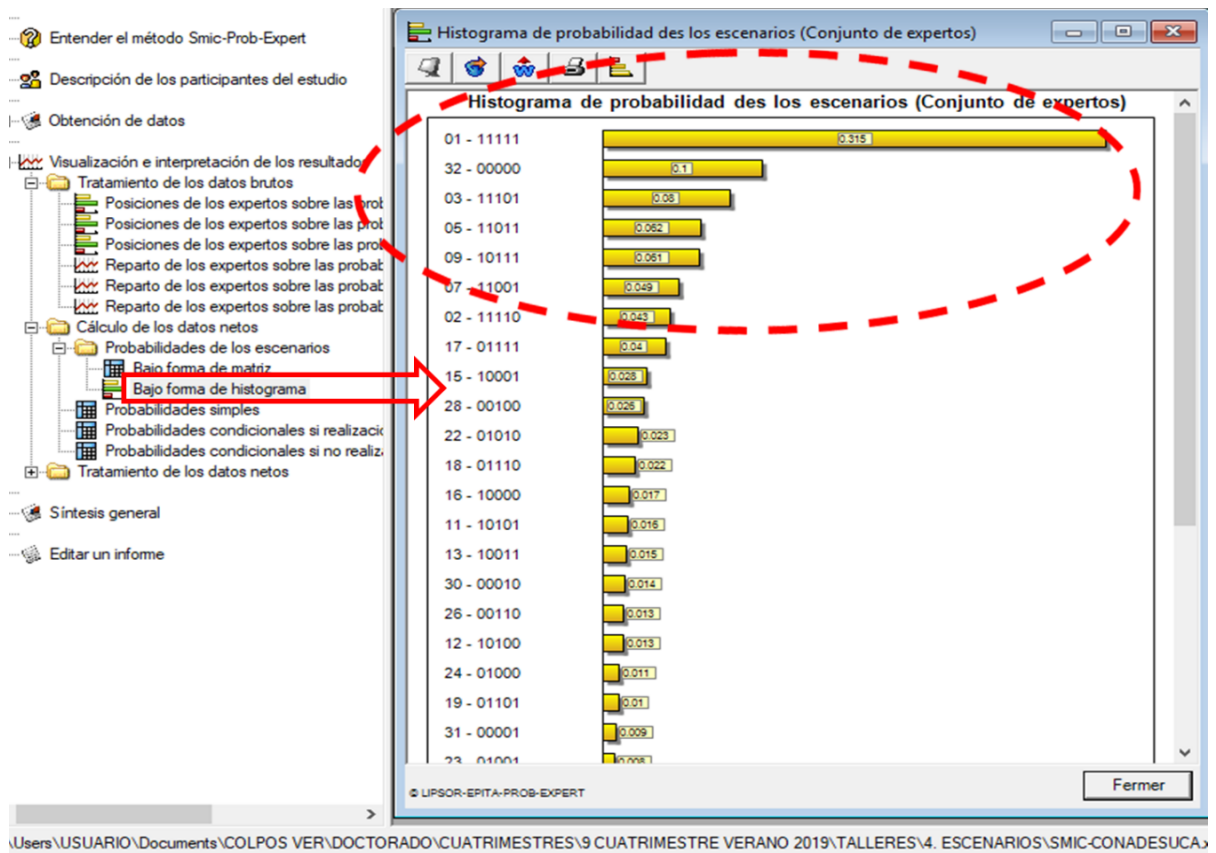 Entender el método Smic-Prob-Expert
Descripción de los participantes del estudio
Obtención de datos
Visualización e interpretación de los resultado
Tratamiento de los datos brutos
Posiciones de los expertos sobre las prob
Posiciones de los expertos sobre las prob
Posiciones de los expertos sobre las prob
Reparto de los expertos sobre las probat
Reparto de los expertos sobre las probat
Reparto de los expertos sobre las probat
Cálculo de los datos netos
Probabilidades de los escenarios
Bajo forma de matriz
Bajo forma de histograma
Probabilidades simples
Probabilidades condicionales si realizació
Probabilidades condicionales si no realiza
Tratamiento de los datos netos
Síntesis general
Editar un informe
Histograma de probabilidad des los escenarios (Conjunto de expertos)
Histograma de probabilidad des los escenarios (Conjunto de expertos)
01 - 11111 0.315
32 - 00000 0.1
03 - 11101 0.08
05 - 11011 0.062
09 - 10111 0.061
07 - 11001 0.049
02 - 11110 0.043
17 - 01111 0.04
15 - 10001 0.028
28 - 00100 0.026
22 - 01010 0.023
18 - 01110 0.022
16 - 10000 0.017
11 - 10101 0.016
13 - 10011 0.015
30 - 00010 0.014
26 - 00110 0.013
12 - 10100 0.013
24 - 01000 0.011
19 - 01101 0.01
31 - 00001 0.009
23 - 01001 0.008
© LIPSOR-EPITA-PROB-EXPERT
Fermer
\Users\USUARIO\Documents\COLPOS VER\DOCTORADO\CUATRIMESTRES\9 CUATRIMESTRE VERANO 2019\TALLERES\4. ESCENARIOS\SMIC-CONADESUCA.x